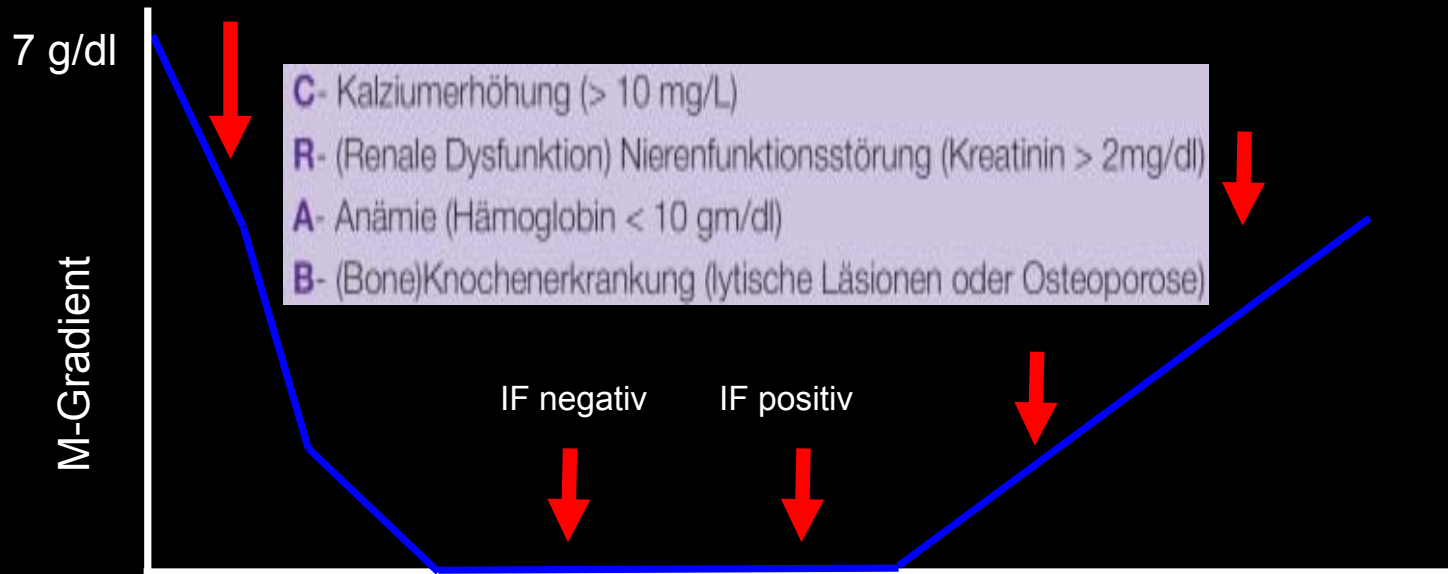 7 g/dl
C- Kalziumerhöhung (> 10 mg/L)
R- (Renale Dysfunktion) Nierenfunktionsstörung (Kreatinin > 2mg/dl)
A- Anämie (Hämoglobin < 10 gm/dl)
B- (Bone)Knochenerkrankung (lytische Läsionen oder Osteoporose)
M-Gradient
IF negativ
IF positiv